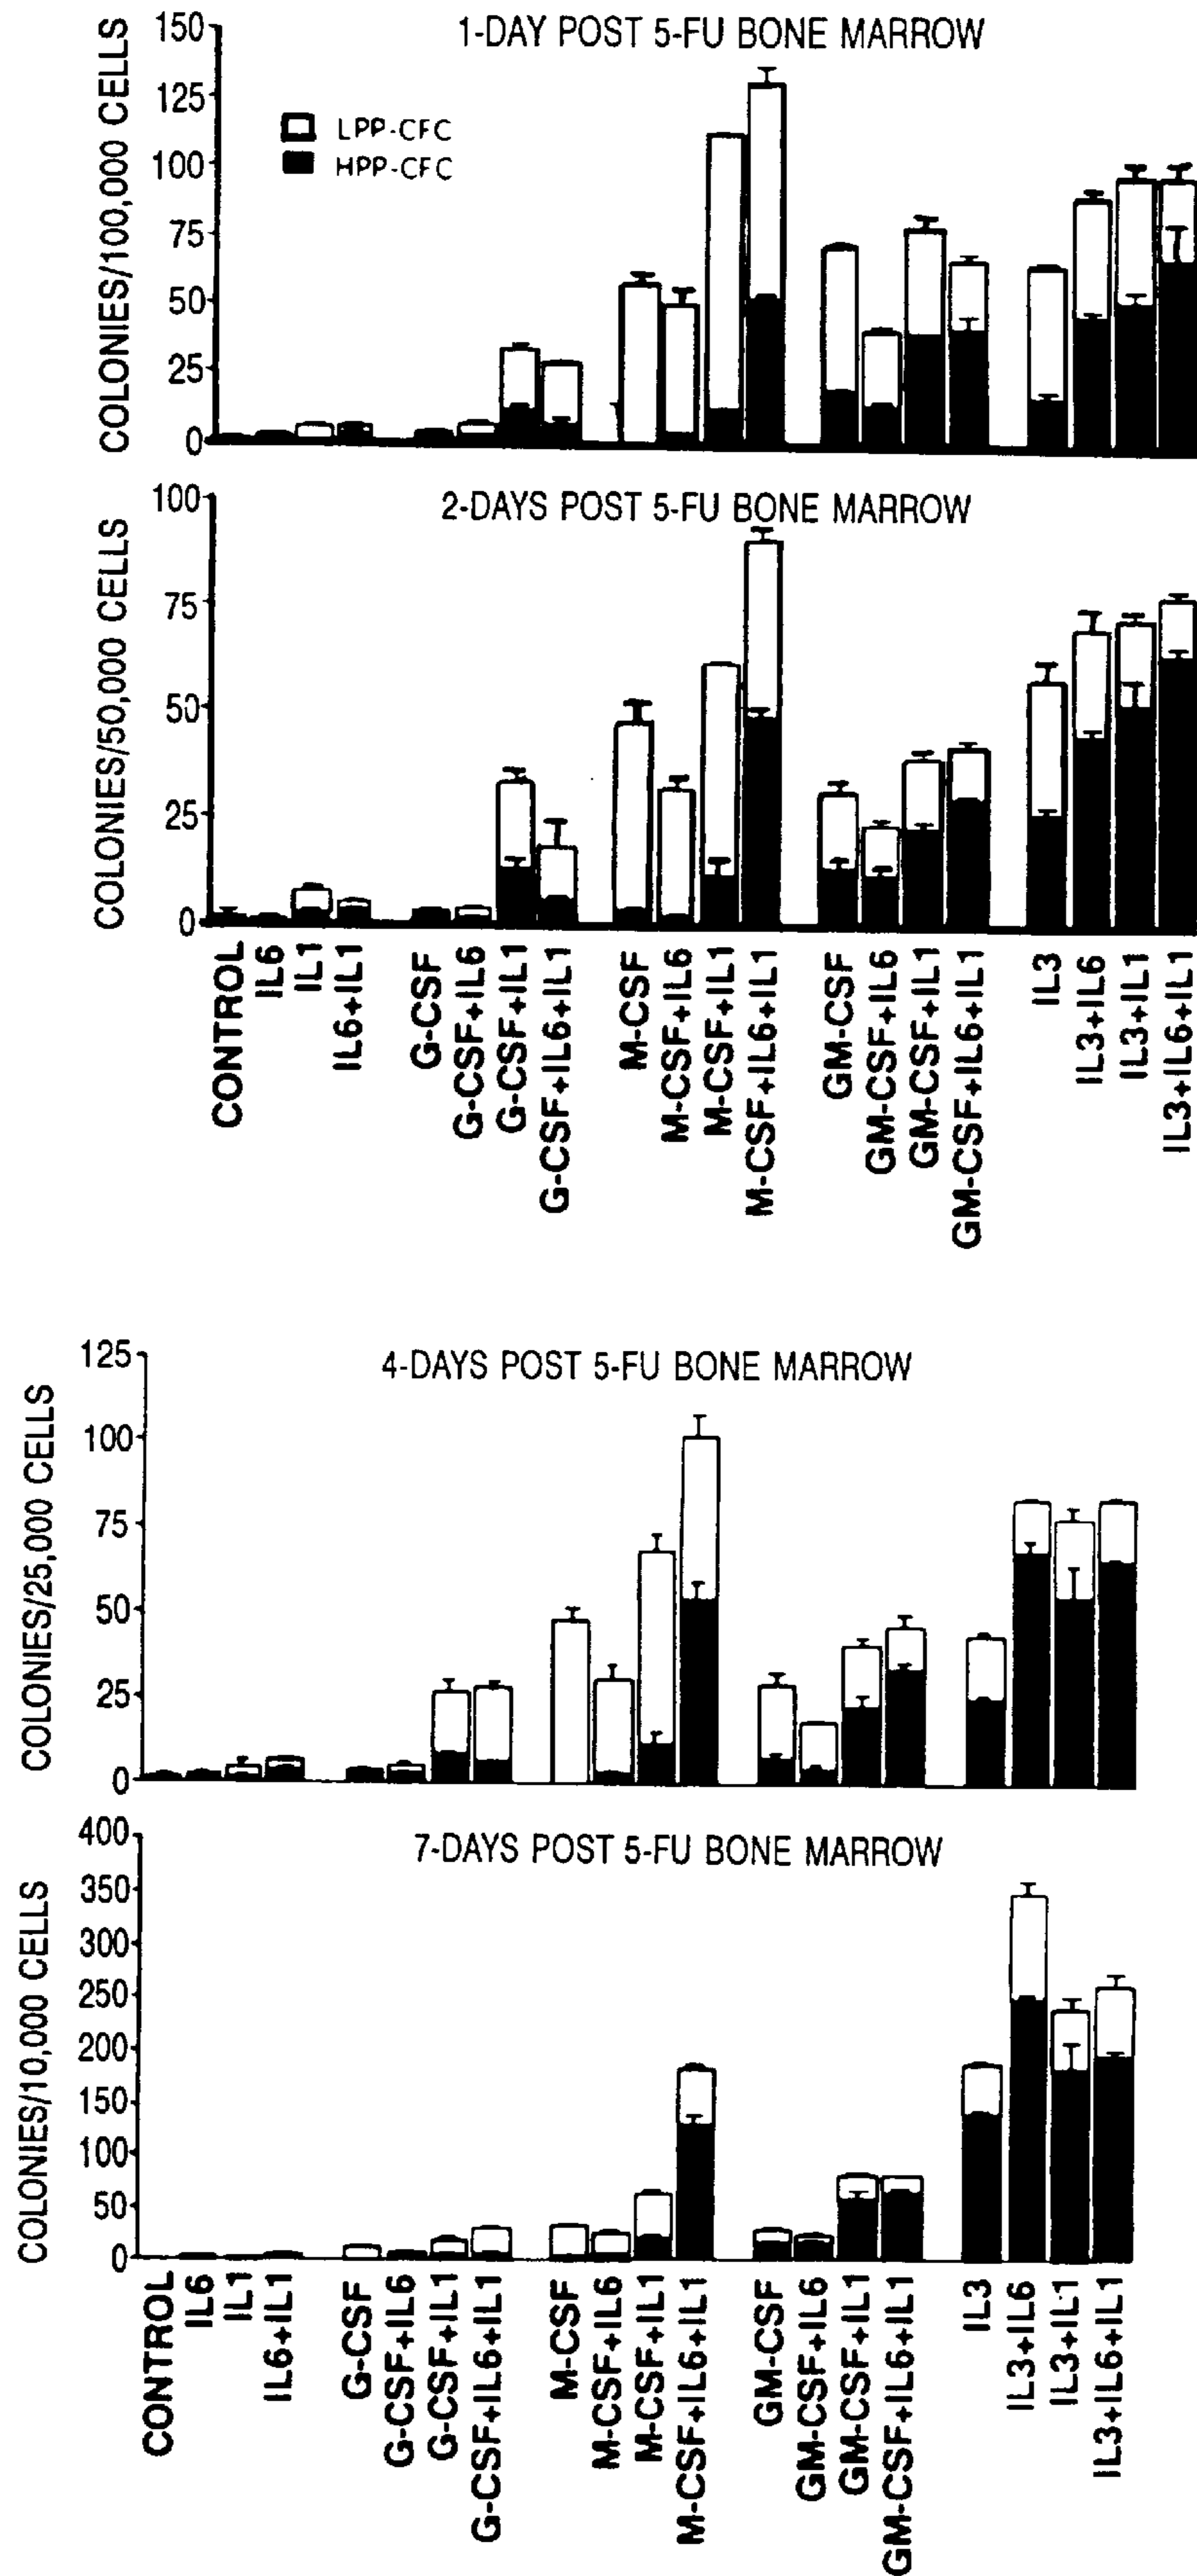 1-DAY POST 5-FU BONE MARROW
COLONIES/100,000 CELLS
150
125
100
75
50
25
0
LPP-CFC
HPP-CFC
2-DAYS POST 5-FU BONE MARROW
COLONIES/50,000 CELLS
100
75
50
25
0
CONTROL
IL6
IL1
IL6+IL1
G-CSF
G-CSF+IL6
G-CSF+IL1
G-CSF+IL6+IL1
M-CSF
M-CSF+IL6
M-CSF+IL1
M-CSF+IL6+IL1
GM-CSF
GM-CSF+IL6
GM-CSF+IL1
GM-CSF+IL6+IL1
IL3
IL3+IL6
IL3+IL1
IL3+IL6+IL1
4-DAYS POST 5-FU BONE MARROW
COLONIES/25,000 CELLS
125
100
75
50
25
0
7-DAYS POST 5-FU BONE MARROW
COLONIES/10,000 CELLS
400
350
300
250
200
150
100
50
0
CONTROL
IL6
IL1
IL6+IL1
G-CSF
G-CSF+IL6
G-CSF+IL1
G-CSF+IL6+IL1
M-CSF
M-CSF+IL6
M-CSF+IL1
M-CSF+IL6+IL1
GM-CSF
GM-CSF+IL6
GM-CSF+IL1
GM-CSF+IL6+IL1
IL3
IL3+IL6
IL3+IL1
IL3+IL6+IL1